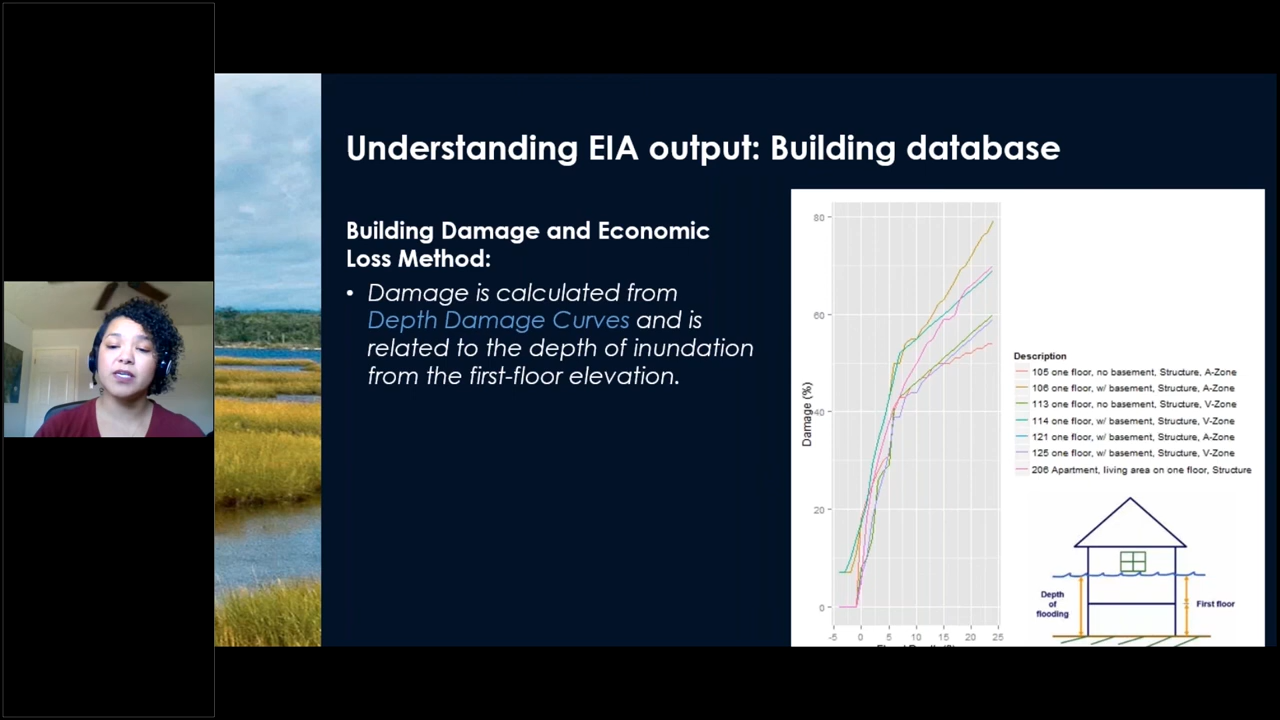 Understanding EIA output: Building database
Building Damage and Economic
Loss Method:
• Damage is calculated from
Depth Damage Curves and is
related to the depth of inundation
from the first-floor elevation.
80
60
40
20
0
Damage (%)
-5 0 5 10 15 20 25
Description
105 one floor, no basement, Structure, A-Zone
106 one floor, w/ basement, Structure, A-Zone
113 one floor, no basement, Structure, V-Zone
114 one floor, w/ basement, Structure, V-Zone
121 one floor, w/ basement, Structure, A-Zone
125 one floor, w/ basement, Structure, V-Zone
206 Apartment, living area on one floor, Structure
Depth
of
flooding
First floor